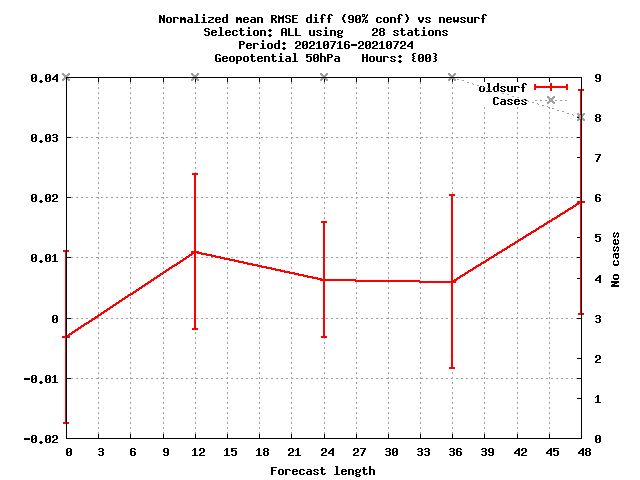 Normalized mean RMSE diff (90% conf) vs newsurf
Selection: ALL using    28 stations
Period: 20210716-20210724
Geopotential 50hPa   Hours: {00}
oldsurf
Cases
0.04
0.03
0.02
0.01
0
-0.01
-0.02
9
8
7
6
5
4
3
2
1
0
No cases
0 3 6 9 12 15 18 21 24 27 30 33 36 39 42 45 48
Forecast length